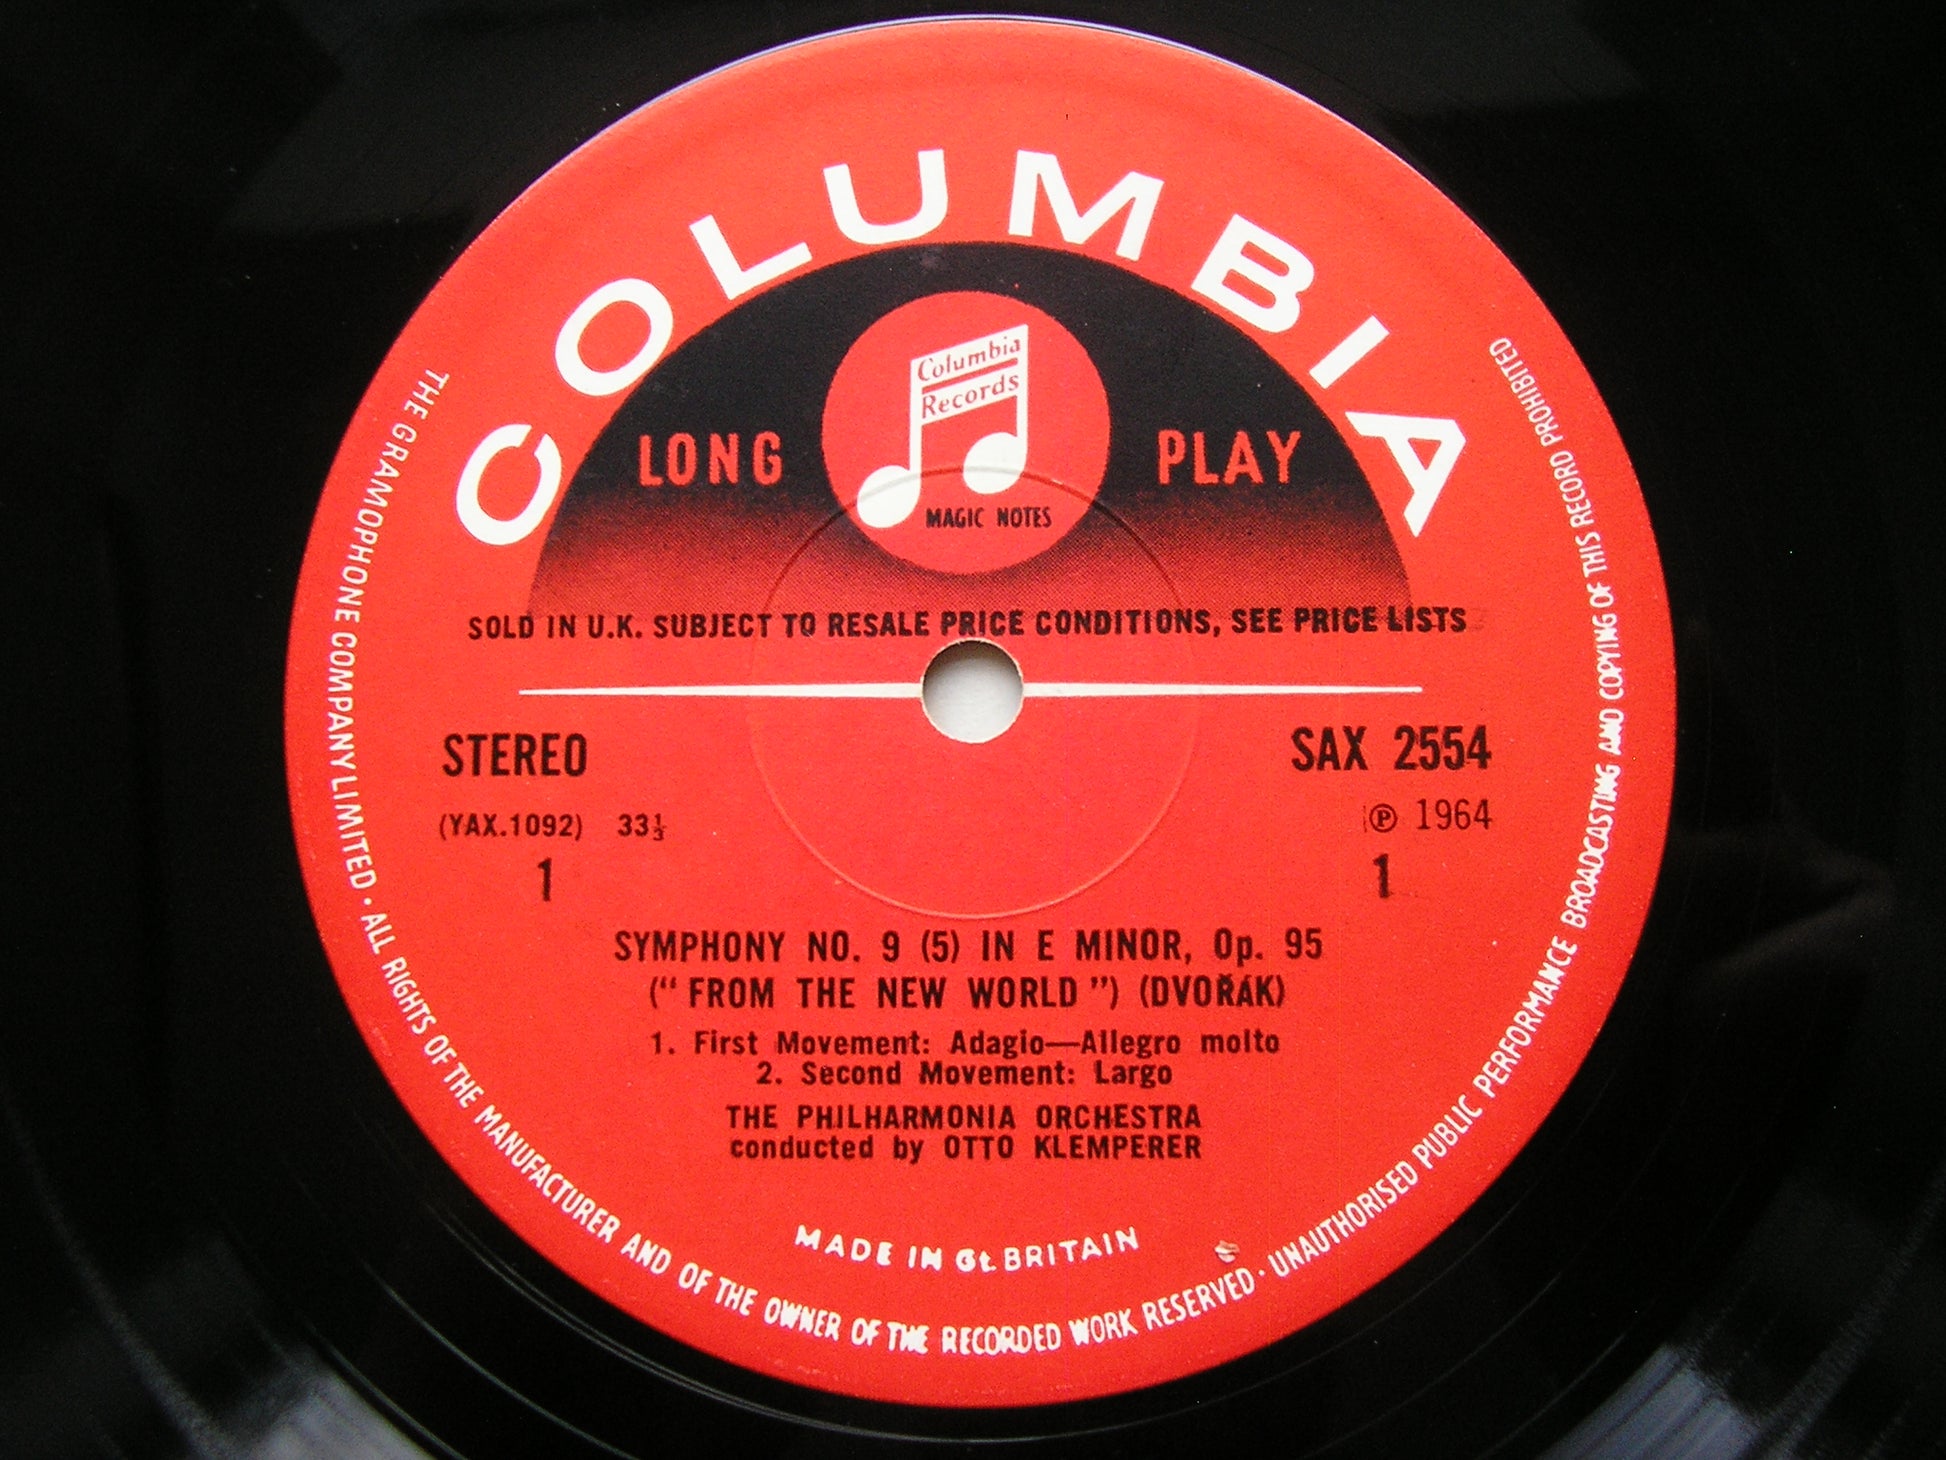 COLUMBIA
Columbia
Records
LONG PLAY
MAGIC NOTES
SOLD IN U.K. SUBJECT TO RESALE PRICE CONDITIONS, SEE PRICE LISTS
STEREO SAX 2554
(YAX.1092) 33⅓ ℗ 1964
1 1
SYMPHONY NO. 9 (5) IN E MINOR, Op. 95
(“FROM THE NEW WORLD”) (DVOŘÁK)
1. First Movement: Adagio—Allegro molto
2. Second Movement: Largo
THE PHILHARMONIA ORCHESTRA
conducted by OTTO KLEMPERER
MADE IN Gt. BRITAIN
THE GRAMOPHONE COMPANY LIMITED · ALL RIGHTS OF THE MANUFACTURER AND OF THE OWNER OF THE RECORDED WORK RESERVED · UNAUTHORISED PUBLIC PERFORMANCE BROADCASTING AND COPYING OF THIS RECORD PROHIBITED